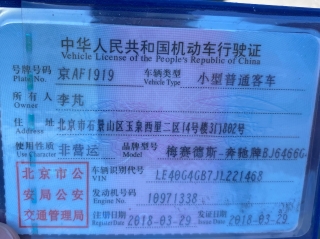 中华人民共和国机动车行驶证
Vehicle License of the People's Republic of China
号牌号码 京AF1919 车辆类型 小型普通客车
Plate No. Vehicle Type
所有人 李芃
Owner
住址 北京市石景山区玉泉西里二区14号楼3门802号
Address
使用性质 非营运 品牌型号 梅赛德斯-奔驰牌BJ6466G
Use Character Model
北京市公 车辆识别代号 LE40G4GB7JL221468
VIN
安局公安 发动机号码 10971338
Engine No.
交通管理局 注册日期 2018-03-29 发证日期 2018-03-29
Register Date Issue Date